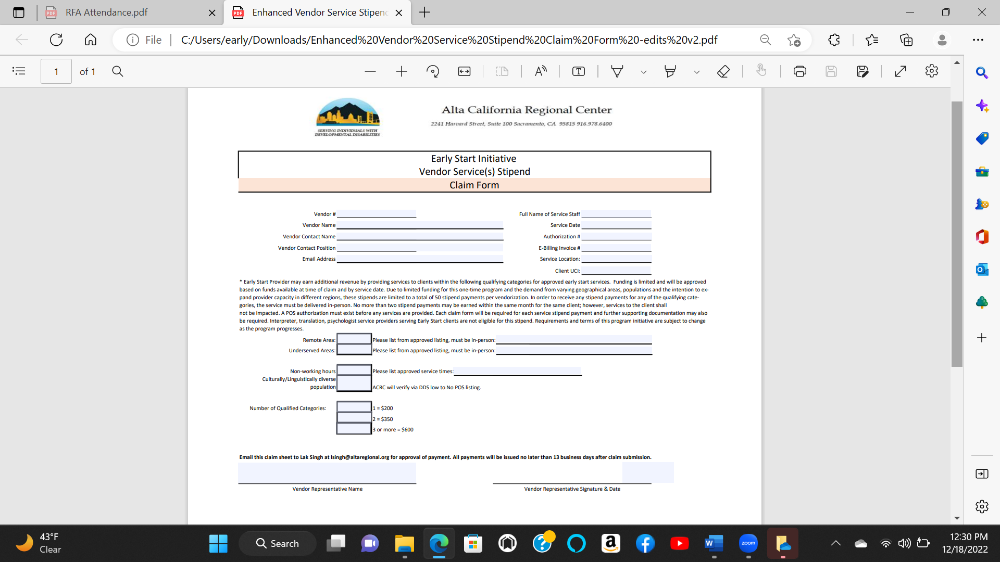 RFA Attendance.pdf
Enhanced Vendor Service Stipend
File
C:/Users/early/Downloads/Enhanced%20Vendor%20Service%20Stipend%20Claim%20Form%20-edits%20v2.pdf
1 of 1
SERVING INDIVIDUALS WITH
DEVELOPMENTAL DISABILITIES
Alta California Regional Center
2241 Harvard Street, Suite 100 Sacramento, CA 95815 916.978.6400
Early Start Initiative
Vendor Service(s) Stipend
Claim Form
Vendor #
Full Name of Service Staff
Vendor Name
Service Date
Vendor Contact Name
Authorization #
Vendor Contact Position
E-Billing Invoice #
Email Address
Service Location:
Client UCI:
* Early Start Provider may earn additional revenue by providing services to clients within the following qualifying categories for approved early start services. Funding is limited and will be approved
based on funds available at time of claim and by service date. Due to limited funding for this one-time program and the demand from varying geographical areas, populations and the intention to ex-
pand provider capacity in different regions, these stipends are limited to a total of 50 stipend payments per vendorization. In order to receive any stipend payments for any of the qualifying cate-
gories, the service must be delivered in-person. No more than two stipend payments may be earned within the same month for the same client; however, services to the client shall
not be impacted. A POS authorization must exist before any services are provided. Each claim form will be required for each service stipend payment and further supporting documentation may also
be required. Interpreter, translation, psychologist service providers serving Early Start clients are not eligible for this stipend. Requirements and terms of this program initiative are subject to change
as the program progresses.
Remote Area: Please list from approved listing, must be in-person:
Underserved Areas: Please list from approved listing, must be in-person:
Non-working hours Please list approved service times:
Culturally/Linguistically diverse
population ACRC will verify via DDS low to No POS listing.
Number of Qualified Categories: 1 = $200
2 = $350
3 or more = $600
Email this claim sheet to Lak Singh at lsingh@altaregional.org for approval of payment. All payments will be issued no later than 13 business days after claim submission.
Vendor Representative Name
Vendor Representative Signature & Date
43°F
Clear
Search
zoom
12:30 PM
12/18/2022